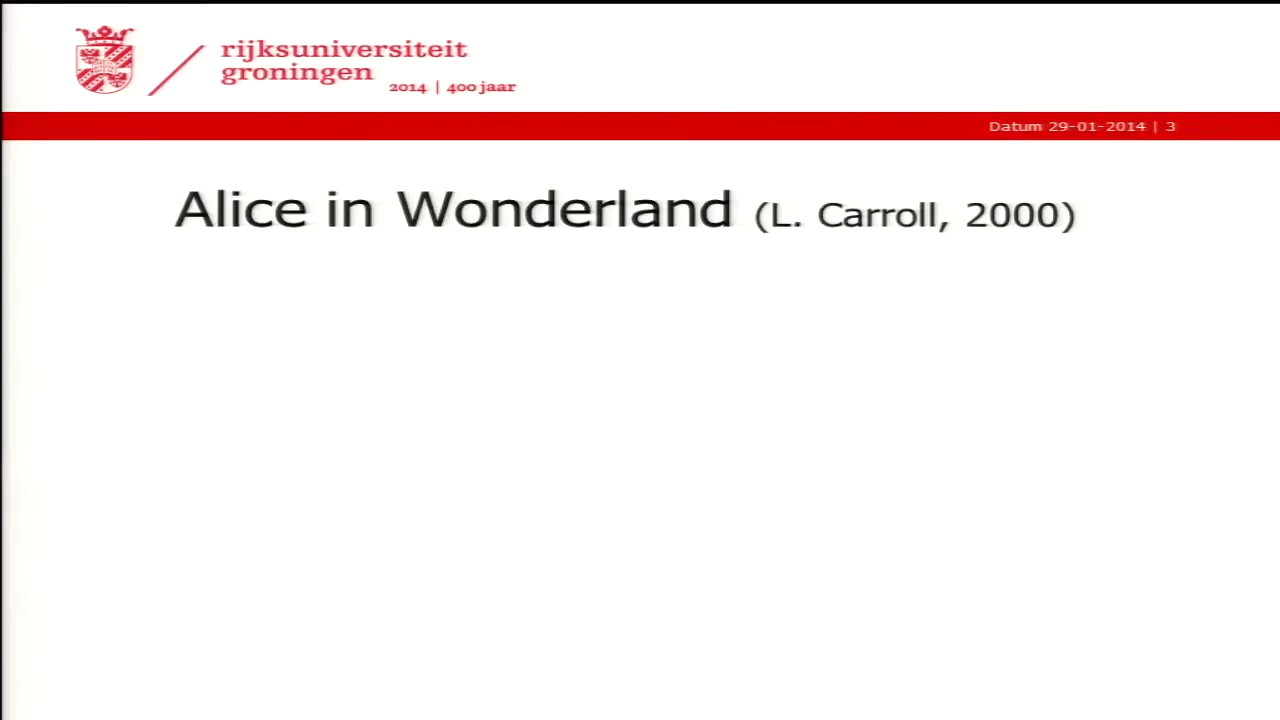 rijksuniversiteit
groningen
2014 | 400 jaar
Datum 29-01-2014 | 3
Alice in Wonderland (L. Carroll, 2000)